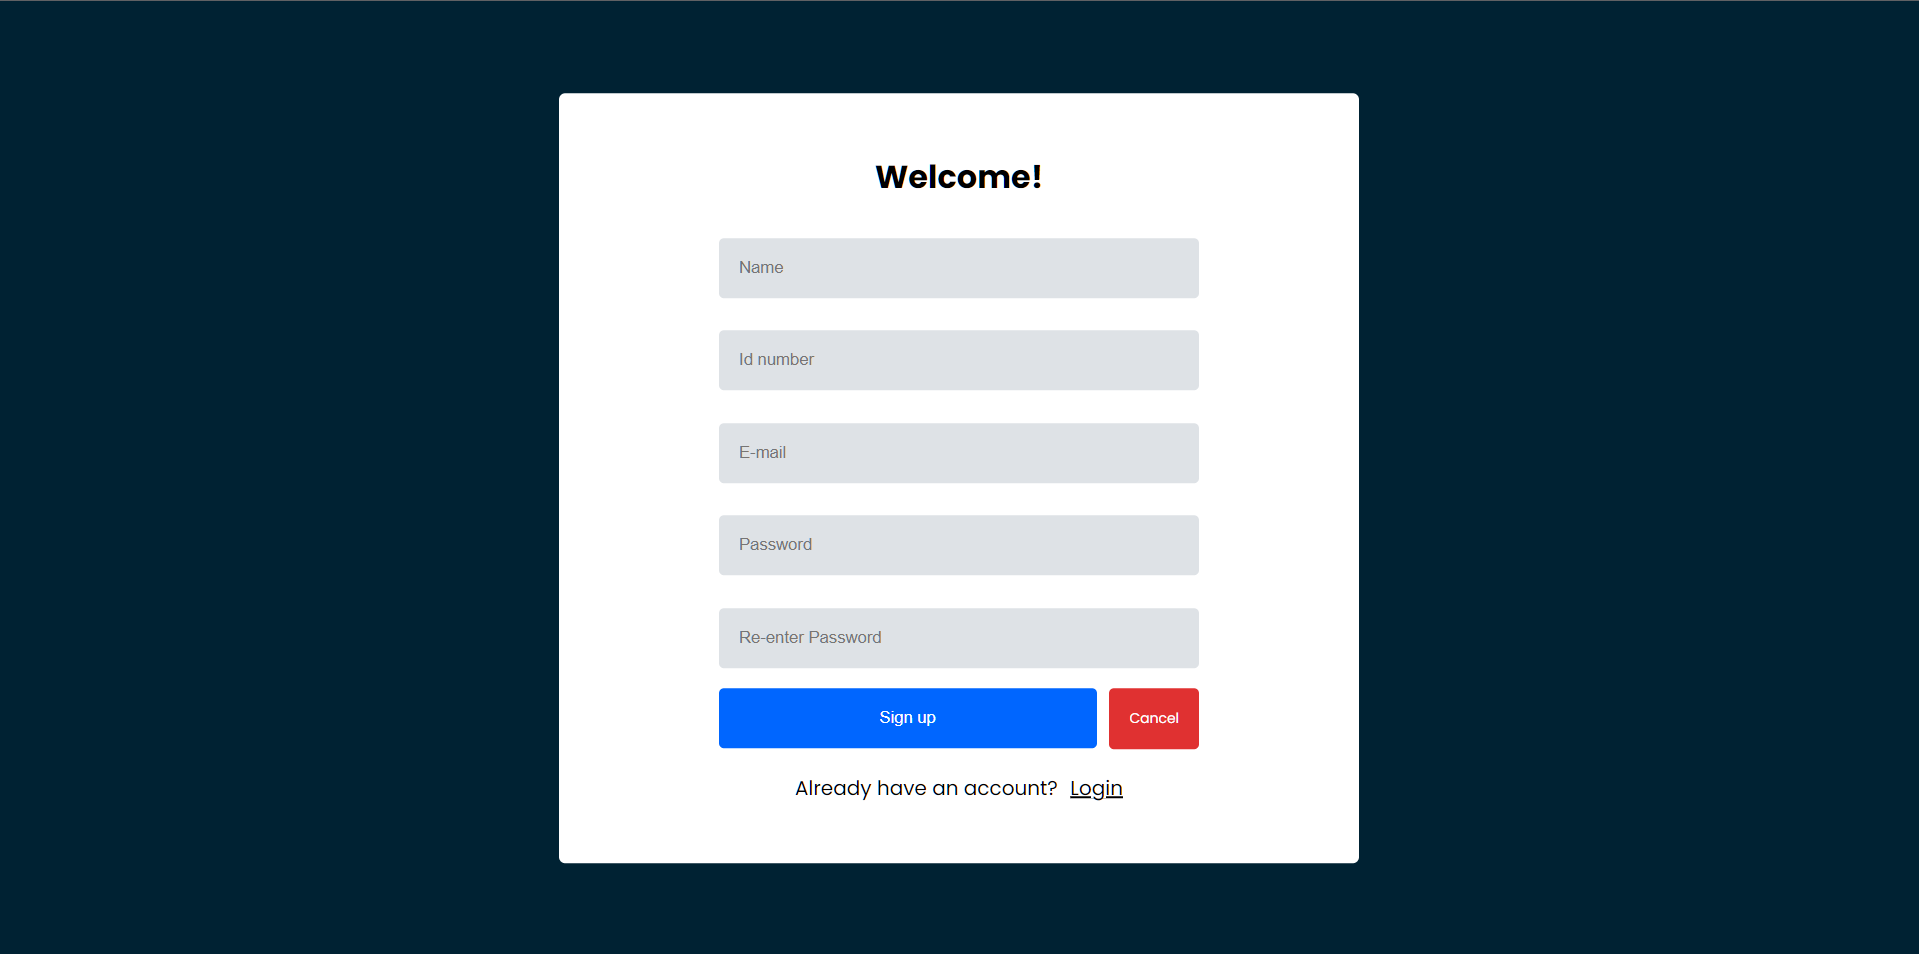 Welcome!
Name
Id number
E-mail
Password
Re-enter Password
Sign up
Cancel
Already have an account? Login